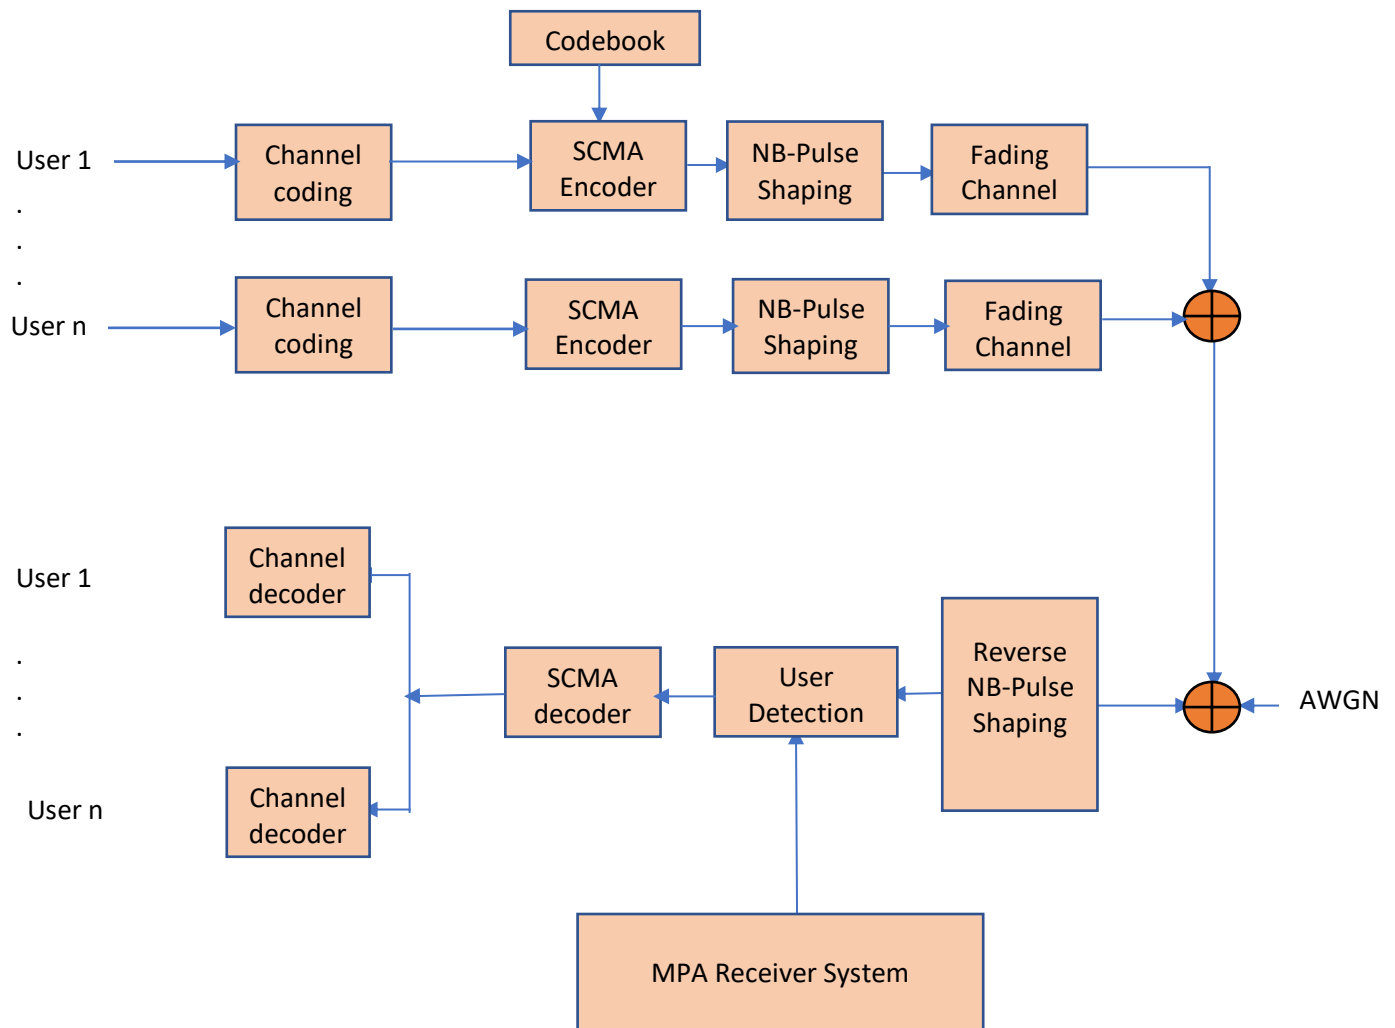 Codebook
User 1
Channel
coding
SCMA
Encoder
NB-Pulse
Shaping
Fading
Channel
.
.
.
User n
Channel
coding
SCMA
Encoder
NB-Pulse
Shaping
Fading
Channel
User 1
Channel
decoder
.
.
.
SCMA
decoder
User
Detection
Reverse
NB-Pulse
Shaping
AWGN
User n
Channel
decoder
MPA Receiver System